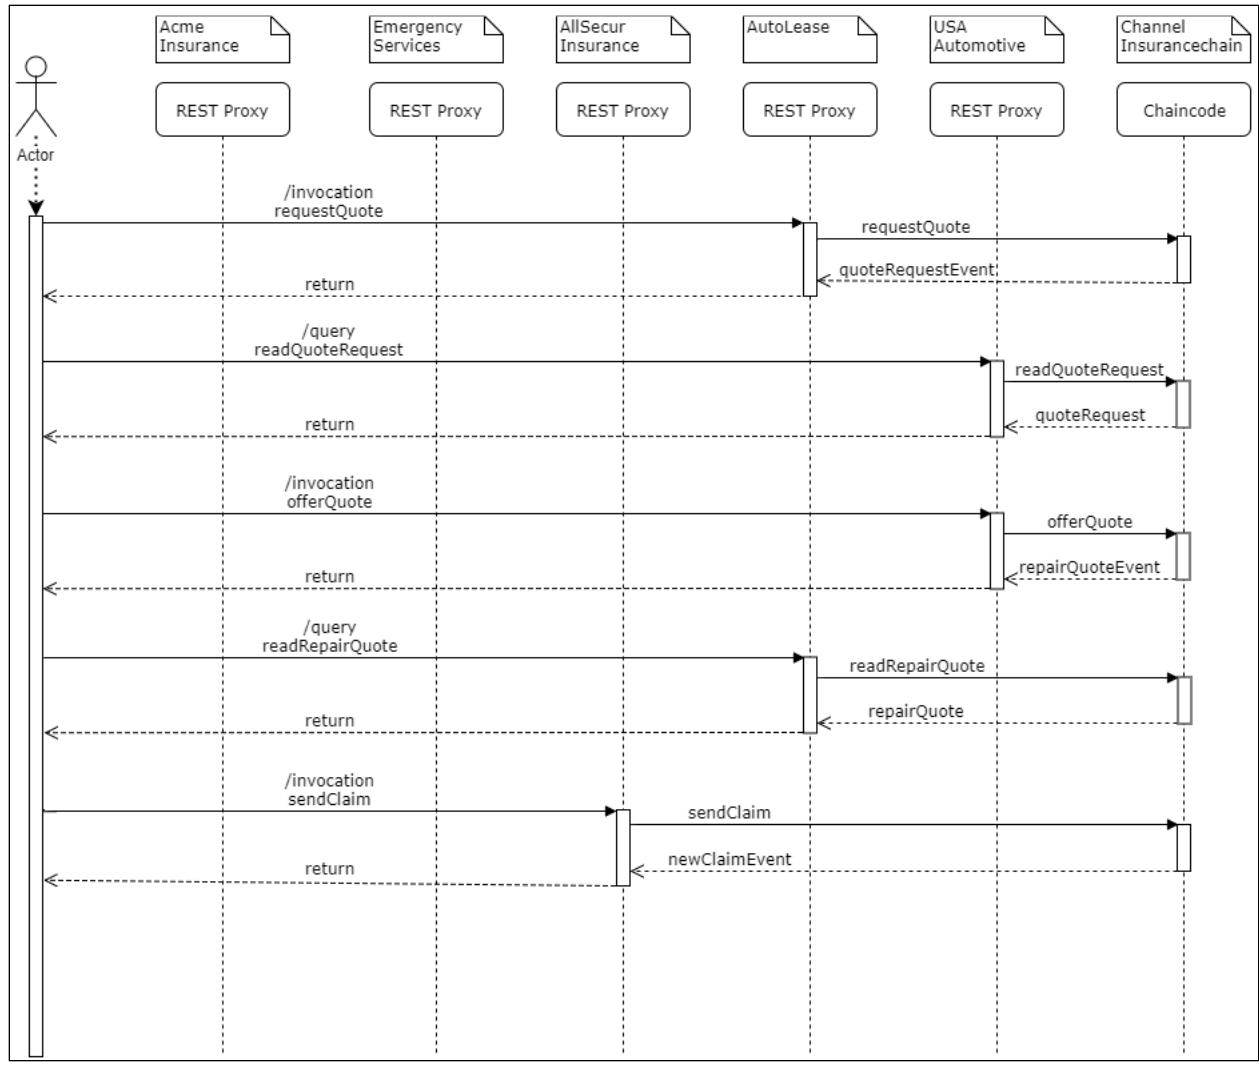 Acme
Insurance
Emergency
Services
AllSecur
Insurance
AutoLease
USA
Automotive
Channel
Insurancechain
REST Proxy
REST Proxy
REST Proxy
REST Proxy
REST Proxy
Chaincode
Actor
/invocation
requestQuote
requestQuote
quoteRequestEvent
return
/query
readQuoteRequest
readQuoteRequest
quoteRequest
return
/invocation
offerQuote
offerQuote
repairQuoteEvent
return
/query
readRepairQuote
readRepairQuote
repairQuote
return
/invocation
sendClaim
sendClaim
newClaimEvent
return